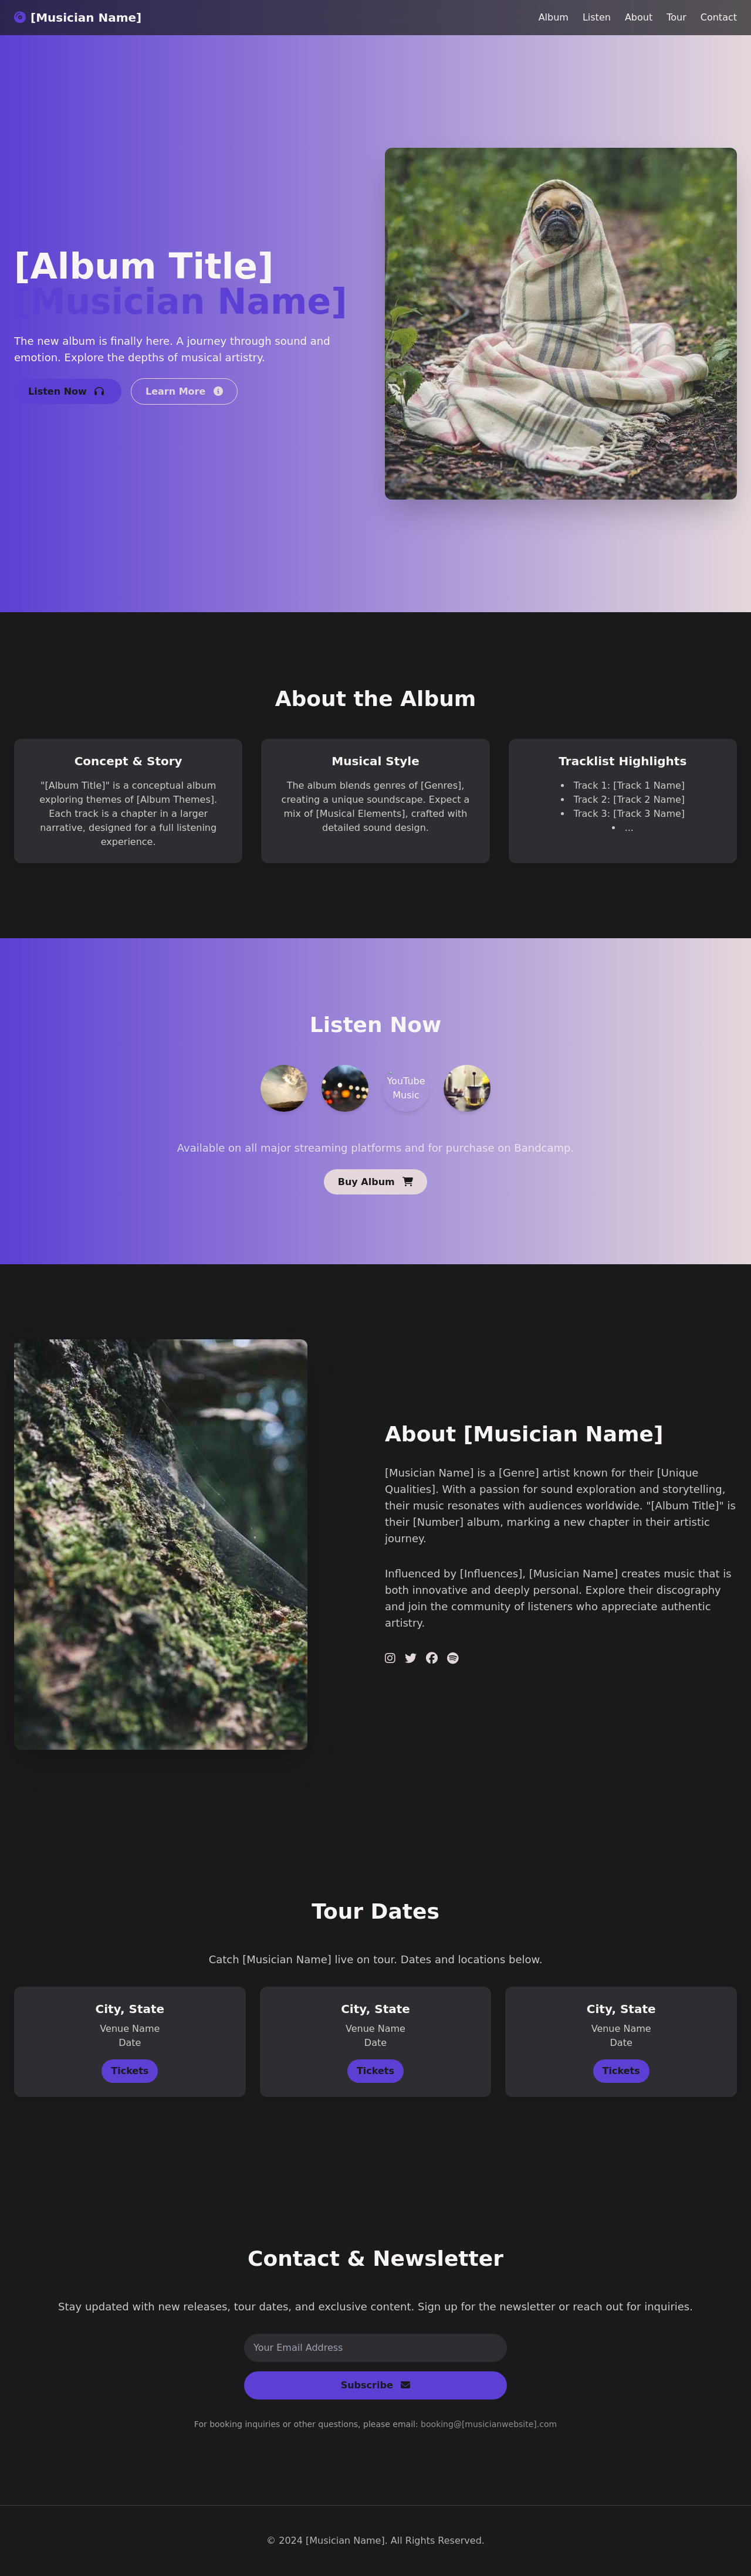 [Musician Name]
Album Listen About Tour Contact
[Album Title]
[Musician Name]
The new album is finally here. A journey through sound and
emotion. Explore the depths of musical artistry.
Listen Now
Learn More
About the Album
Concept & Story
"[Album Title]" is a conceptual album
exploring themes of [Album Themes].
Each track is a chapter in a larger
narrative, designed for a full listening
experience.
Musical Style
The album blends genres of [Genres],
creating a unique soundscape. Expect a
mix of [Musical Elements], crafted with
detailed sound design.
Tracklist Highlights
• Track 1: [Track 1 Name]
• Track 2: [Track 2 Name]
• Track 3: [Track 3 Name]
• ...
Listen Now
YouTube
Music
Available on all major streaming platforms and for purchase on Bandcamp.
Buy Album
About [Musician Name]
[Musician Name] is a [Genre] artist known for their [Unique
Qualities]. With a passion for sound exploration and storytelling,
their music resonates with audiences worldwide. "[Album Title]" is
their [Number] album, marking a new chapter in their artistic
journey.
Influenced by [Influences], [Musician Name] creates music that is
both innovative and deeply personal. Explore their discography
and join the community of listeners who appreciate authentic
artistry.
Tour Dates
Catch [Musician Name] live on tour. Dates and locations below.
City, State
Venue Name
Date
Tickets
City, State
Venue Name
Date
Tickets
City, State
Venue Name
Date
Tickets
Contact & Newsletter
Stay updated with new releases, tour dates, and exclusive content. Sign up for the newsletter or reach out for inquiries.
Your Email Address
Subscribe
For booking inquiries or other questions, please email: booking@[musicianwebsite].com
© 2024 [Musician Name]. All Rights Reserved.